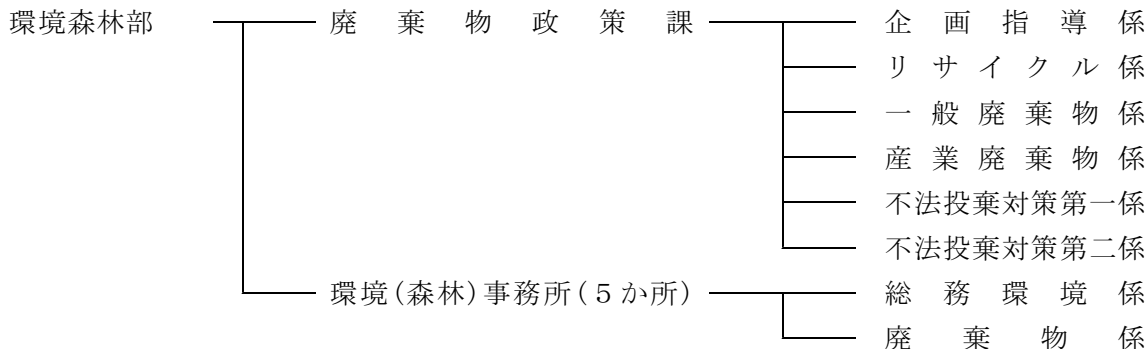 環境森林部 廃棄物政策課 企画指導係
リサイクル係
一般廃棄物係
産業廃棄物係
不法投棄対策第一係
不法投棄対策第二係
環境(森林)事務所(５か所) 総務環境係
廃棄物係